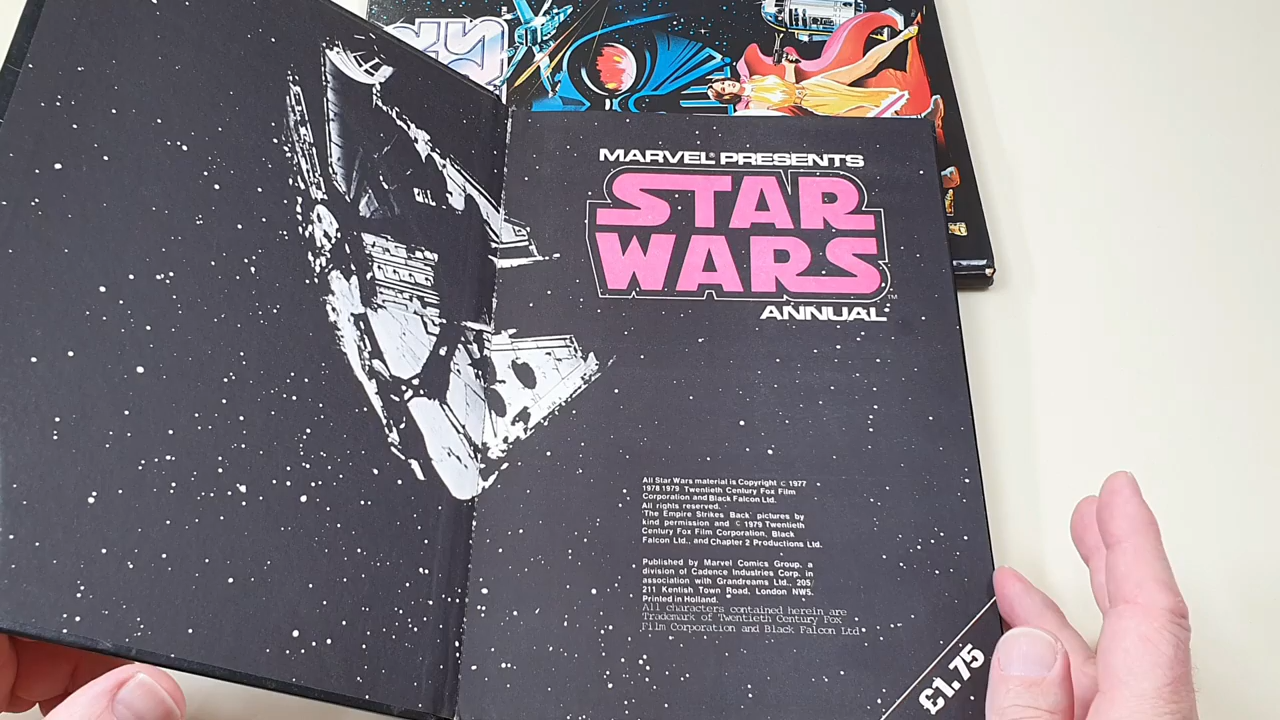 MARVEL® PRESENTS
STAR
WARS
TM
ANNUAL
All Star Wars material is Copyright © 1977
1978 1979 Twentieth Century Fox Film
Corporation and Black Falcon Ltd.
All rights reserved.
'The Empire Strikes Back' pictures by
kind permission and © 1979 Twentieth
Century Fox Film Corporation, Black
Falcon Ltd., and Chapter 2 Productions Ltd.
Published by Marvel Comics Group, a
division of Cadence Industries Corp. in
association with Grandreams Ltd., 205/
211 Kentish Town Road, London NW5.
Printed in Holland.
All characters contained herein are
Trademark of Twentieth Century Fox
Film Corporation and Black Falcon Ltd.
£1.75